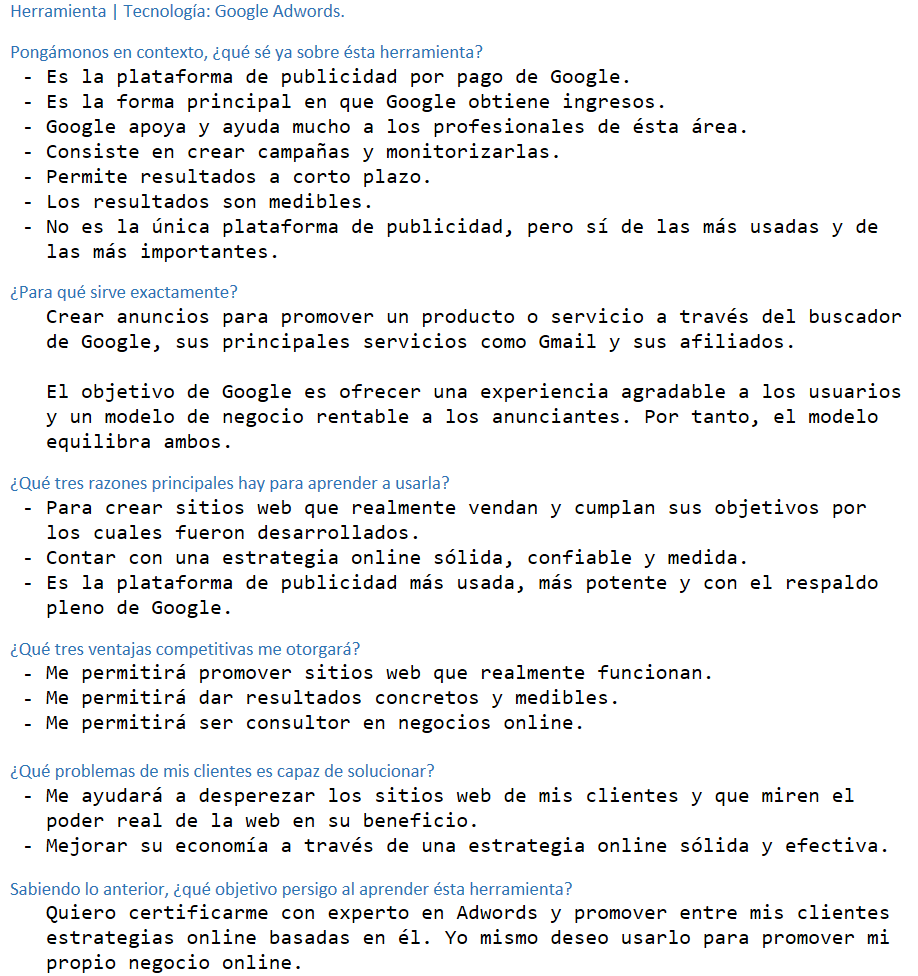 Herramienta | Tecnología: Google Adwords.
Pongámonos en contexto, ¿qué sé ya sobre ésta herramienta?
- Es la plataforma de publicidad por pago de Google.
- Es la forma principal en que Google obtiene ingresos.
- Google apoya y ayuda mucho a los profesionales de ésta área.
- Consiste en crear campañas y monitorizarlas.
- Permite resultados a corto plazo.
- Los resultados son medibles.
- No es la única plataforma de publicidad, pero sí de las más usadas y de
las más importantes.
¿Para qué sirve exactamente?
Crear anuncios para promover un producto o servicio a través del buscador
de Google, sus principales servicios como Gmail y sus afiliados.
El objetivo de Google es ofrecer una experiencia agradable a los usuarios
y un modelo de negocio rentable a los anunciantes. Por tanto, el modelo
equilibra ambos.
¿Qué tres razones principales hay para aprender a usarla?
- Para crear sitios web que realmente vendan y cumplan sus objetivos por
los cuales fueron desarrollados.
- Contar con una estrategia online sólida, confiable y medida.
- Es la plataforma de publicidad más usada, más potente y con el respaldo
pleno de Google.
¿Qué tres ventajas competitivas me otorgará?
- Me permitirá promover sitios web que realmente funcionan.
- Me permitirá dar resultados concretos y medibles.
- Me permitirá ser consultor en negocios online.
¿Qué problemas de mis clientes es capaz de solucionar?
- Me ayudará a desperezar los sitios web de mis clientes y que miren el
poder real de la web en su beneficio.
- Mejorar su economía a través de una estrategia online sólida y efectiva.
Sabiendo lo anterior, ¿qué objetivo persigo al aprender ésta herramienta?
Quiero certificarme con experto en Adwords y promover entre mis clientes
estrategias online basadas en él. Yo mismo deseo usarlo para promover mi
propio negocio online.